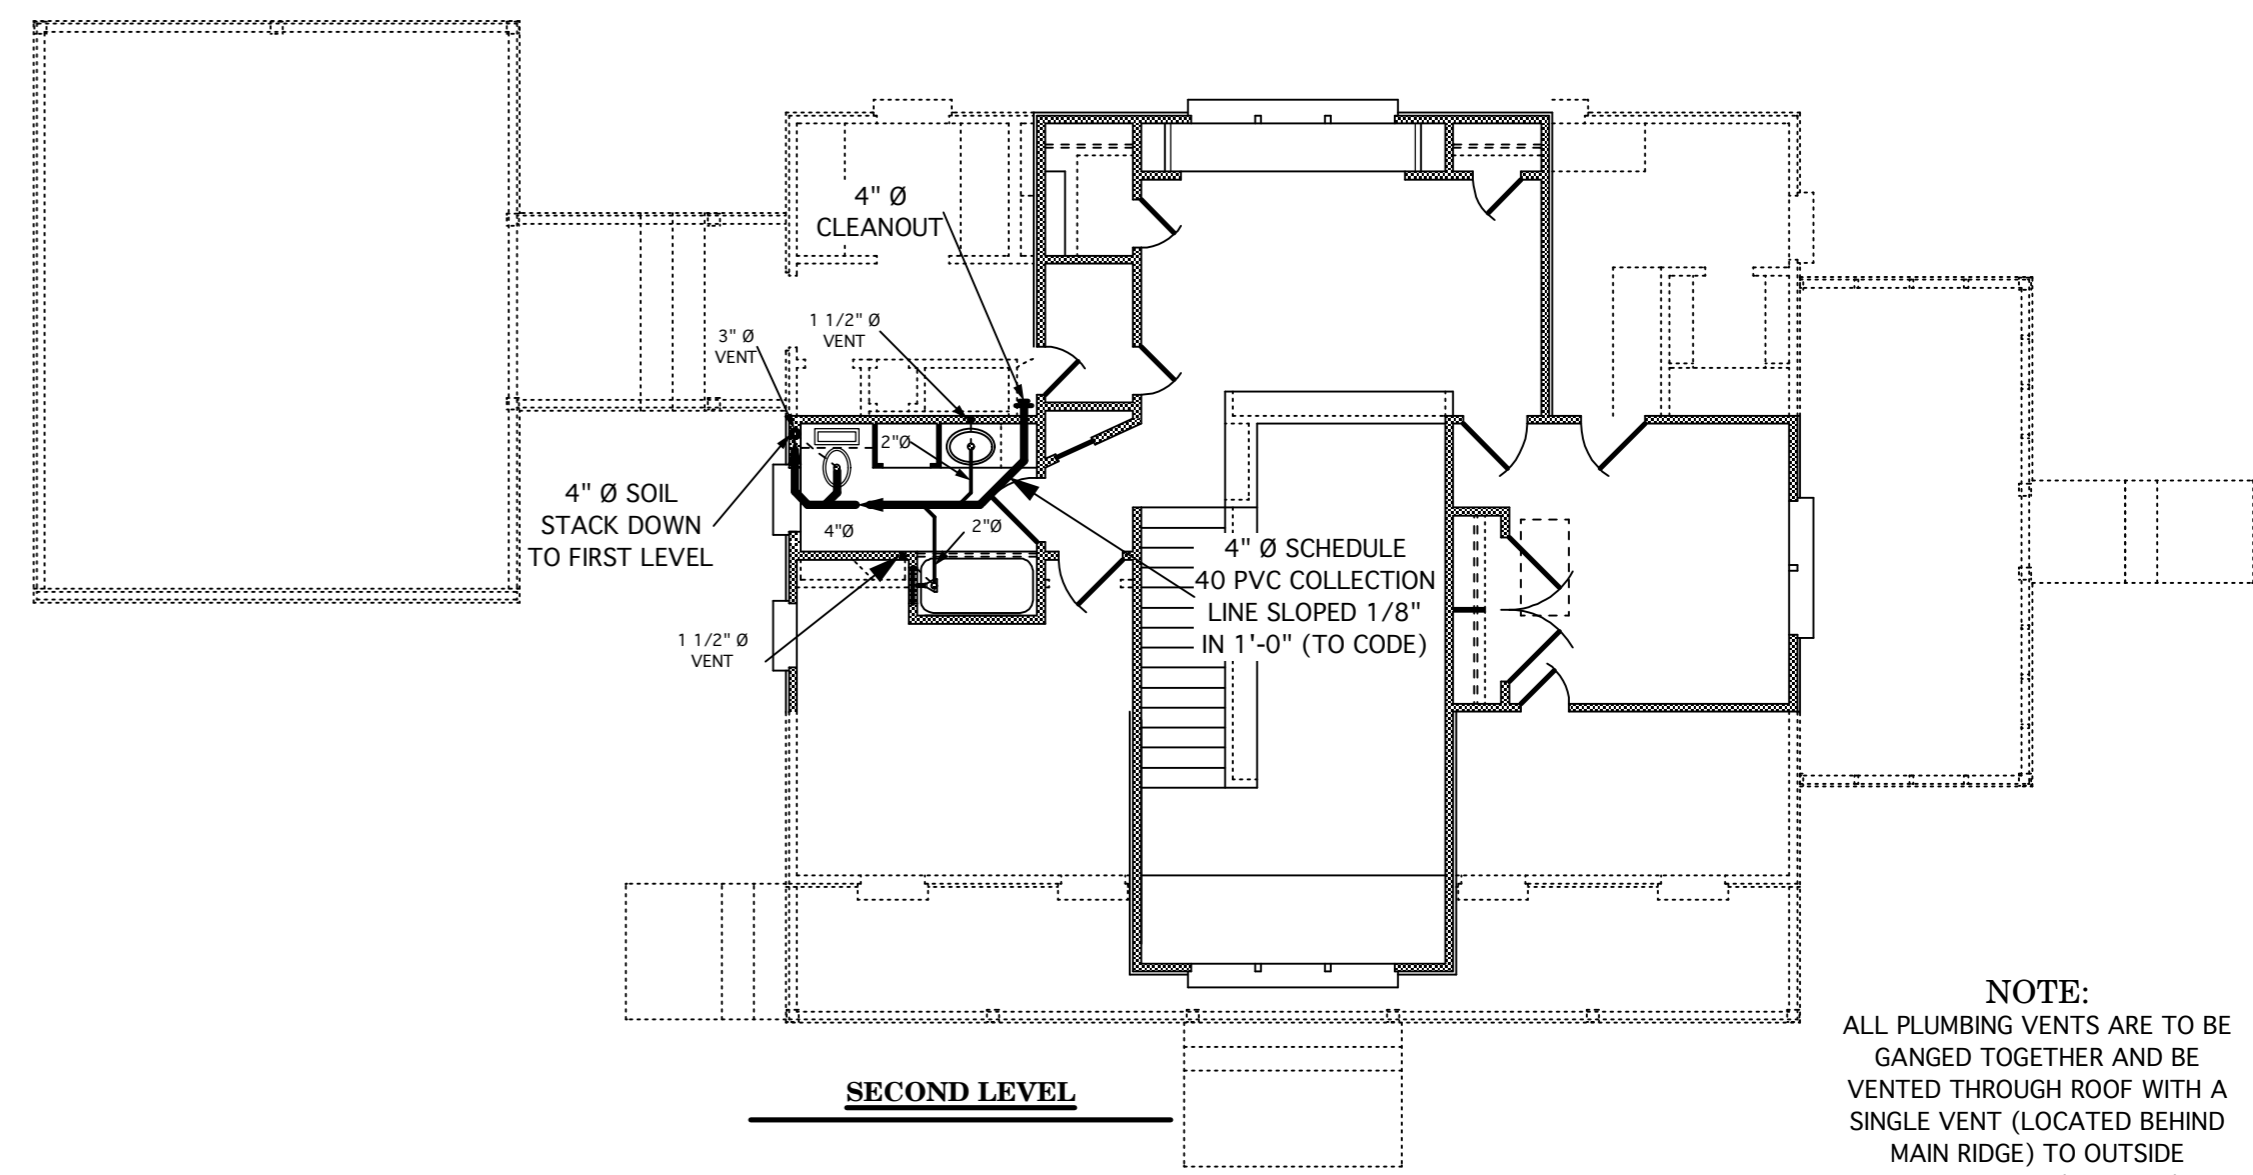 4" Ø
CLEANOUT
1 1/2" Ø
VENT
3" Ø
VENT
2"Ø
4" Ø SOIL
STACK DOWN
TO FIRST LEVEL
4"Ø
2"Ø
4" Ø SCHEDULE
40 PVC COLLECTION
LINE SLOPED 1/8"
IN 1'-0" (TO CODE)
1 1/2" Ø
VENT
SECOND LEVEL
NOTE:
ALL PLUMBING VENTS ARE TO BE
GANGED TOGETHER AND BE
VENTED THROUGH ROOF WITH A
SINGLE VENT (LOCATED BEHIND
MAIN RIDGE) TO OUTSIDE